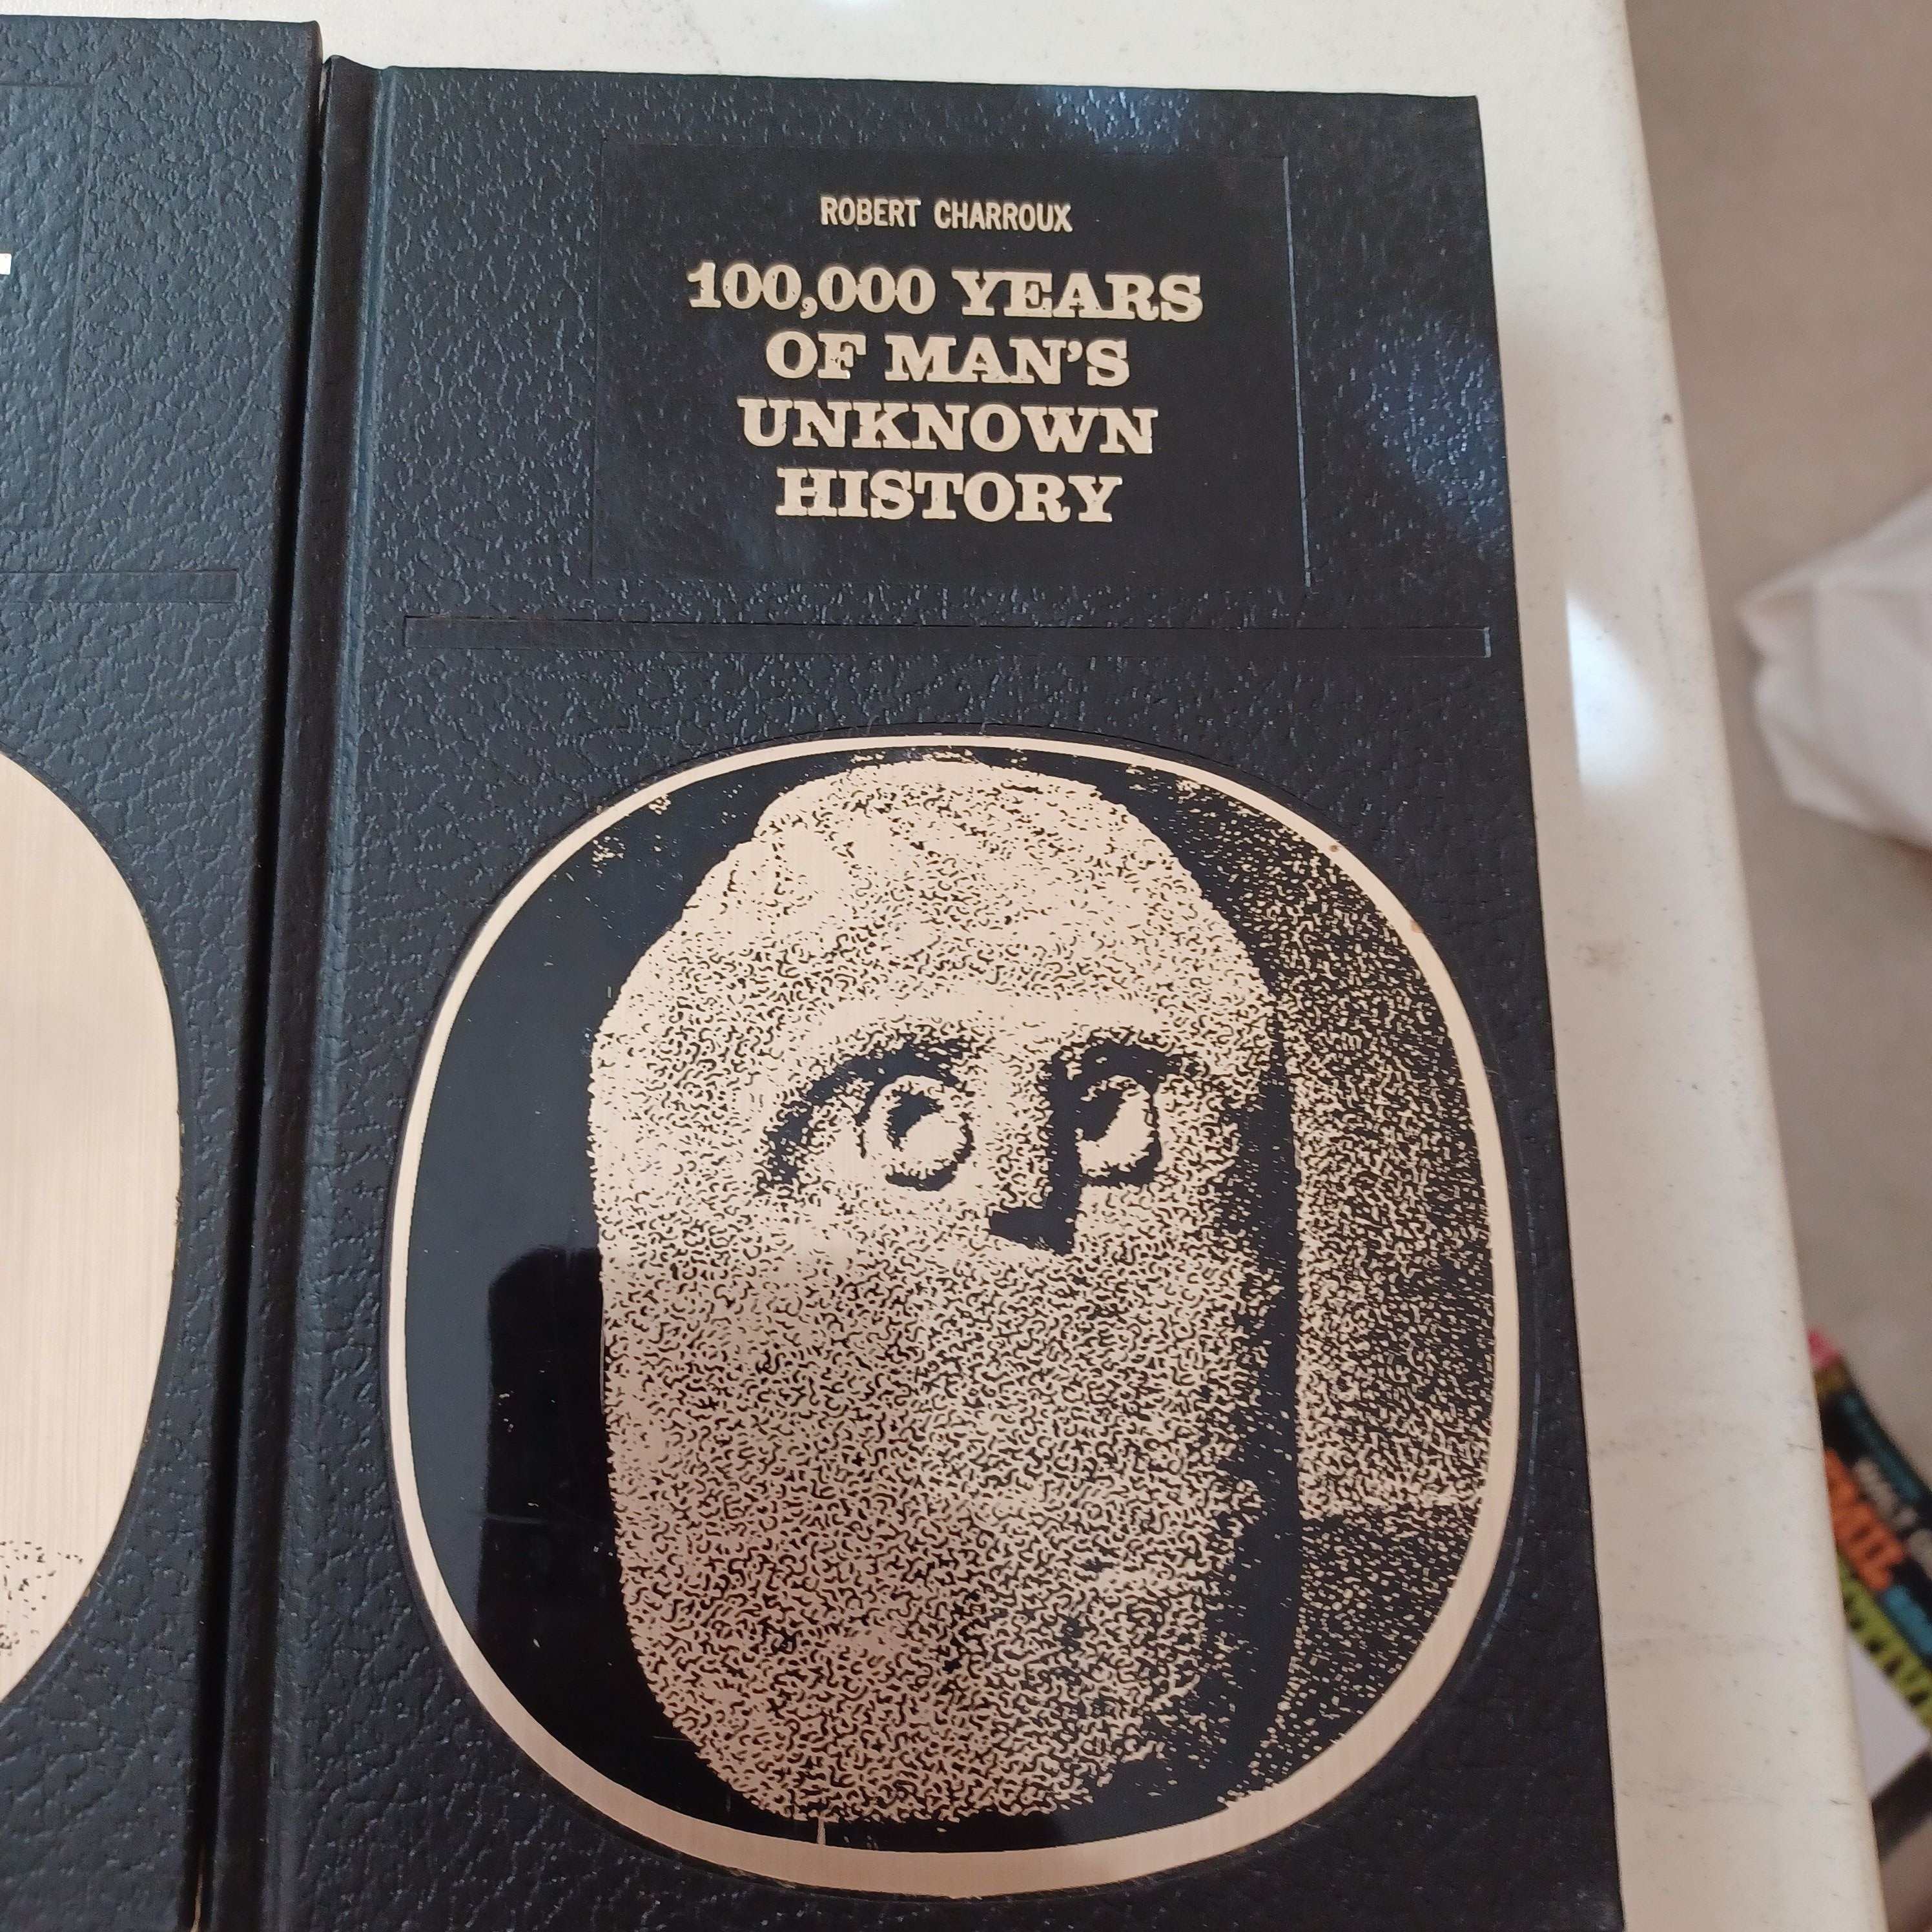 ROBERT CHARROUX
100,000 YEARS
OF MAN'S
UNKNOWN
HISTORY